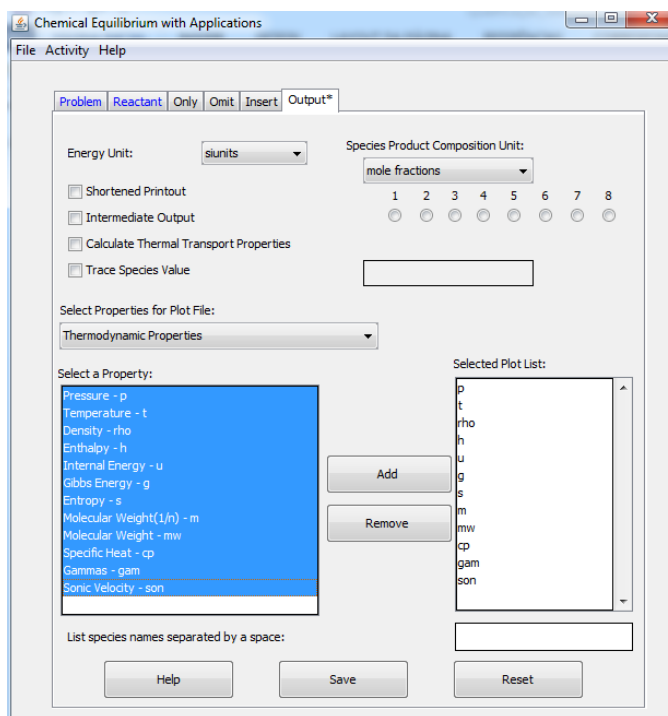 Chemical Equilibrium with Applications
File Activity Help
Problem Reactant Only Omit Insert Output*
Energy Unit: siunits
Species Product Composition Unit:
mole fractions
1 2 3 4 5 6 7 8
Shortened Printout
Intermediate Output
Calculate Thermal Transport Properties
Trace Species Value
Select Properties for Plot File:
Thermodynamic Properties
Select a Property:
Pressure - p
Temperature - t
Density - rho
Enthalpy - h
Internal Energy - u
Gibbs Energy - g
Entropy - s
Molecular Weight(1/n) - m
Molecular Weight - mw
Specific Heat - cp
Gammas - gam
Sonic Velocity - son
Add
Remove
Selected Plot List:
p
t
rho
h
u
g
s
m
mw
cp
gam
son
List species names separated by a space:
Help Save Reset